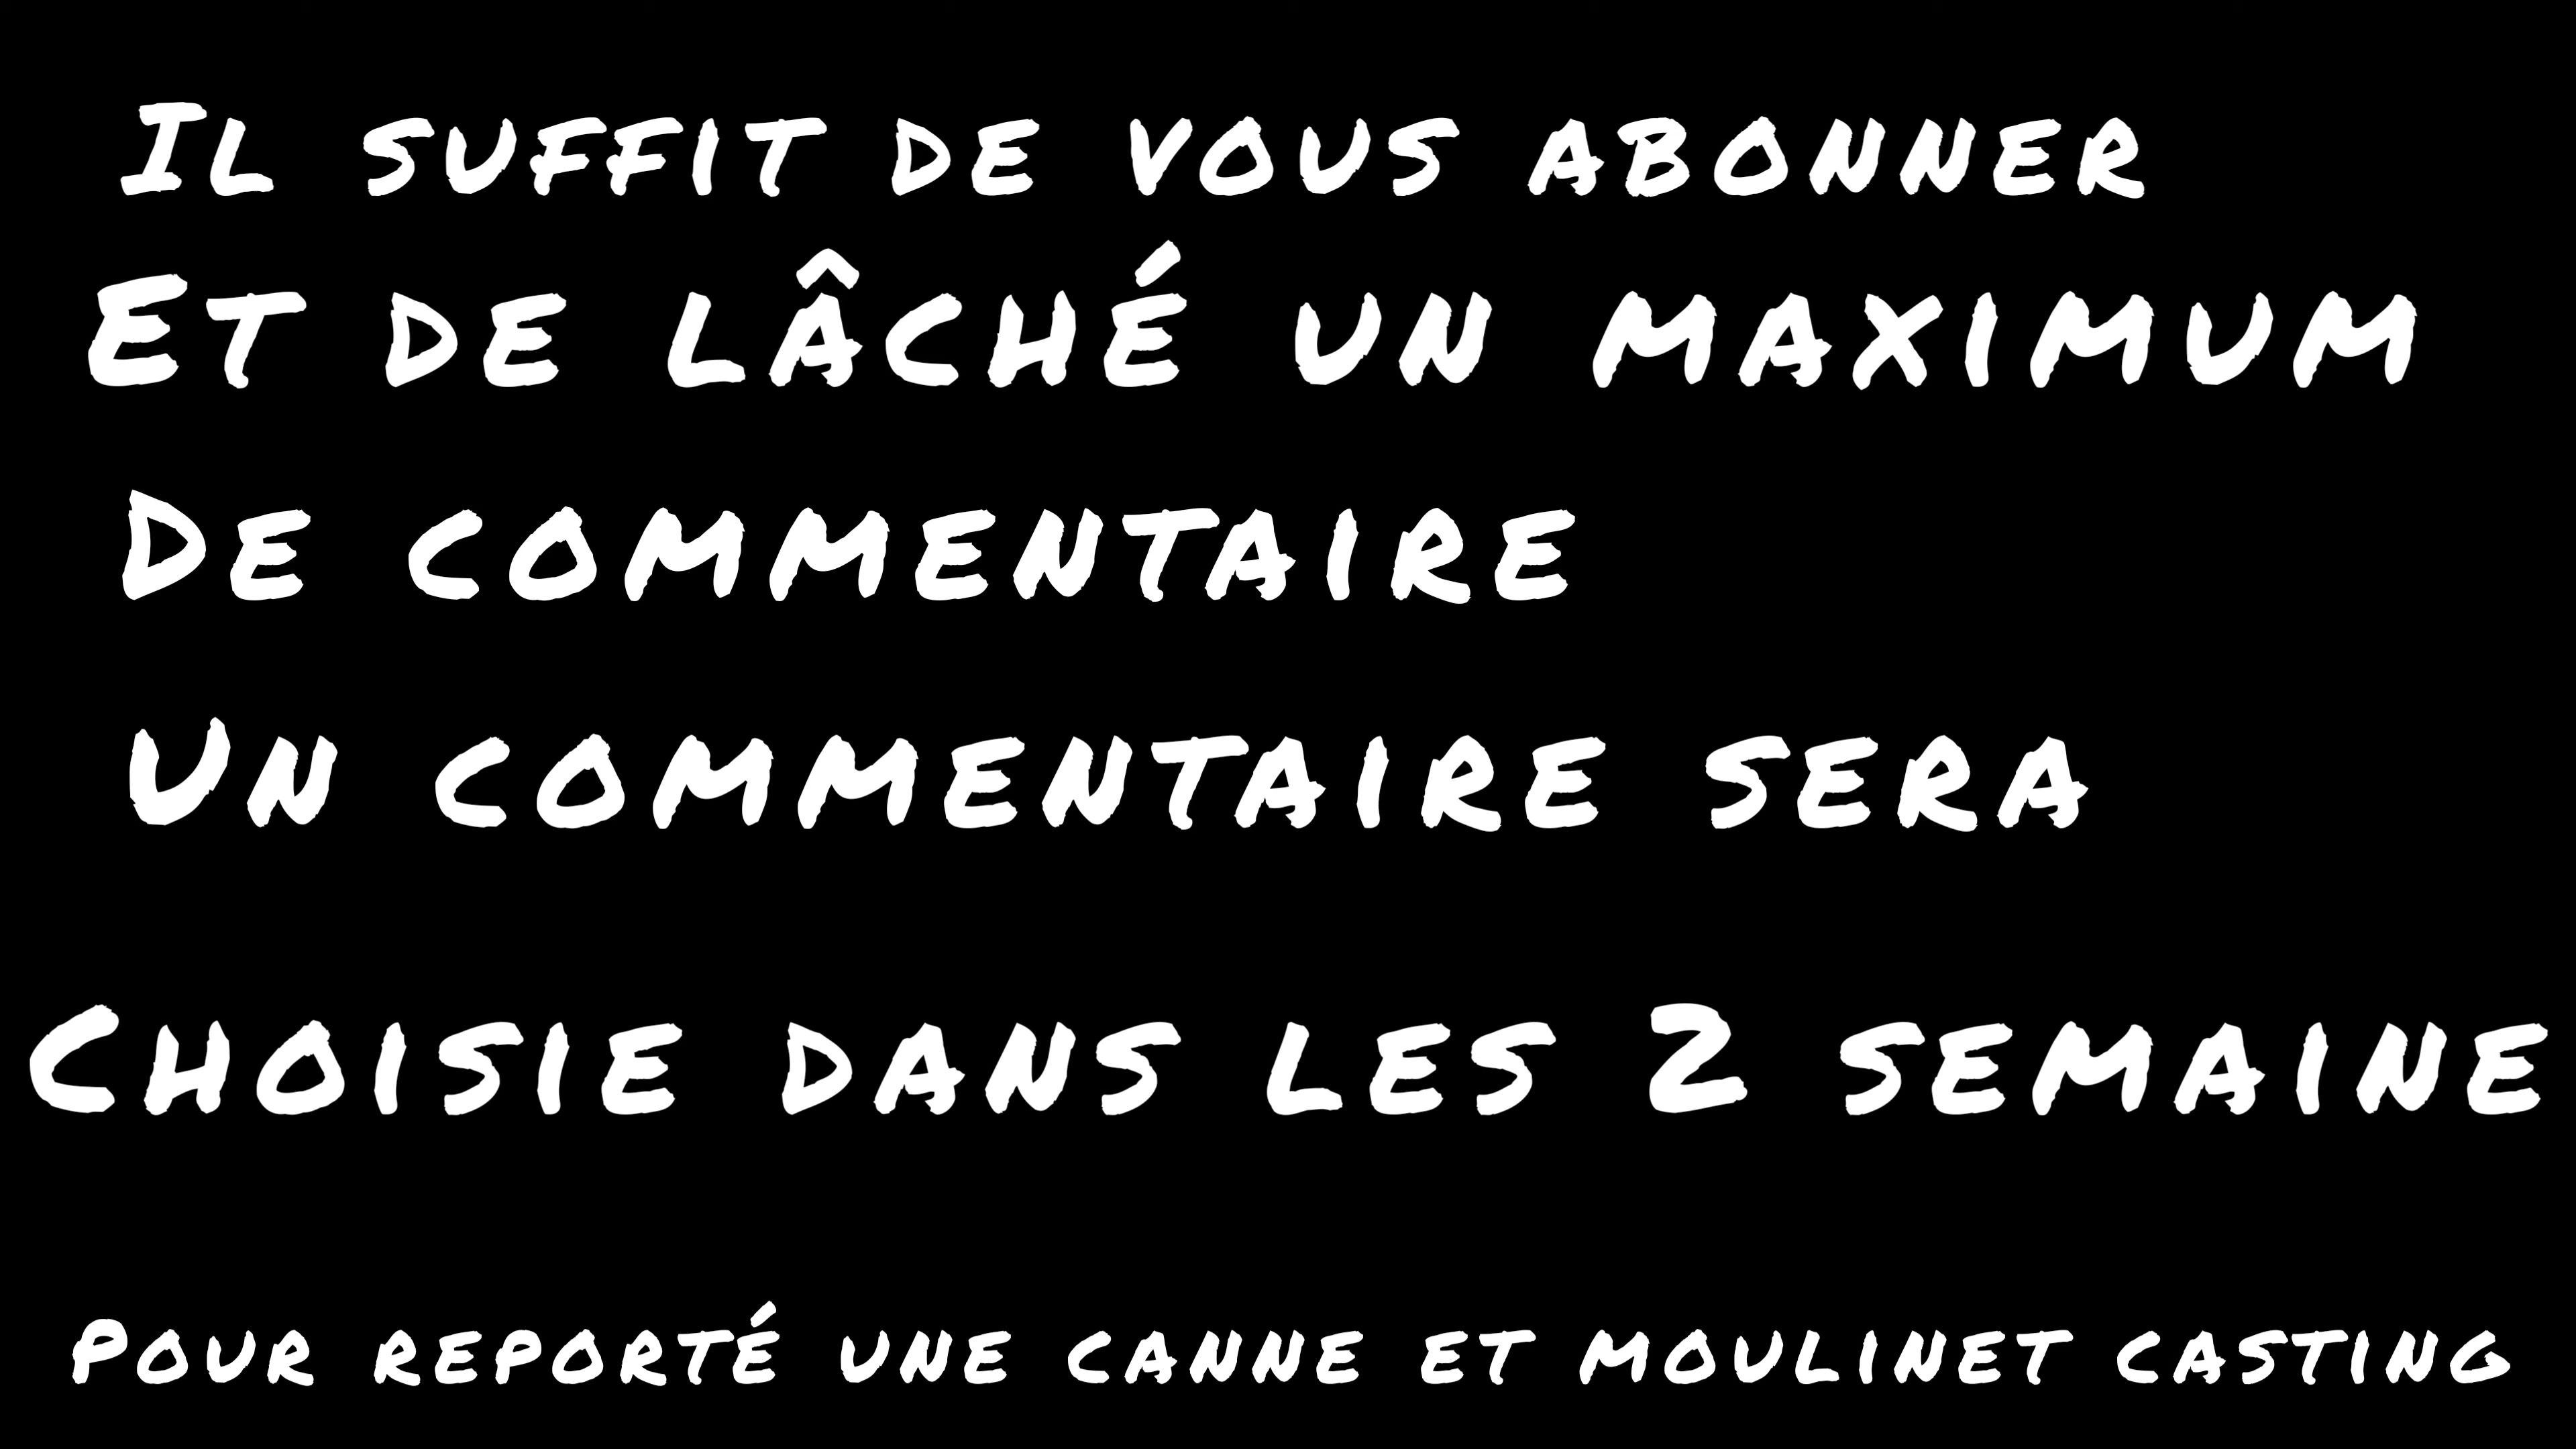 Il suffit de vous abonner
Et de lâché un maximum
De commentaire
Un commentaire sera
Choisie dans les 2 semaine
Pour reporté une canne et moulinet casting